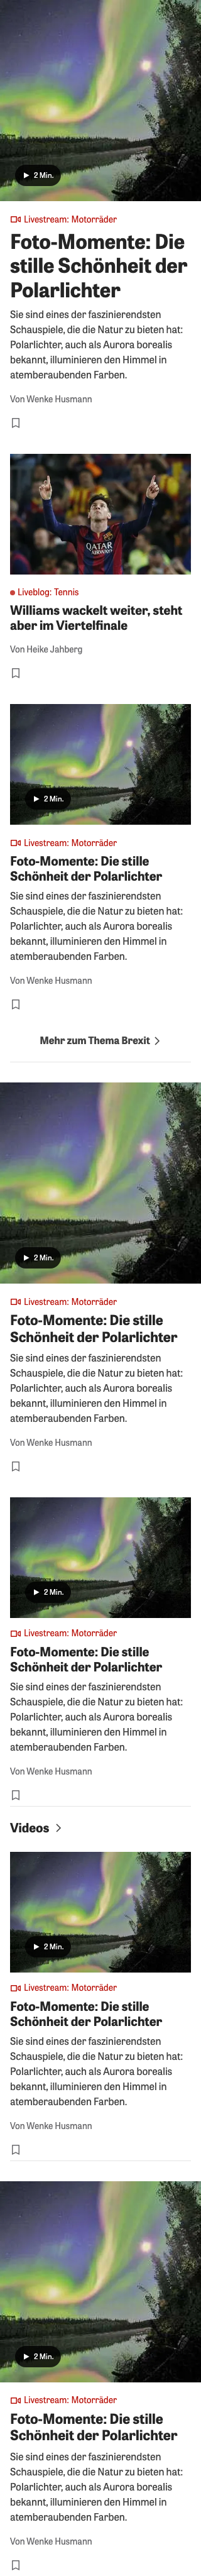 2 Min.
Livestream: Motorräder
Foto-Momente: Die
stille Schönheit der
Polarlichter
Sie sind eines der faszinierendsten
Schauspiele, die die Natur zu bieten hat:
Polarlichter, auch als Aurora borealis
bekannt, illuminieren den Himmel in
atemberaubenden Farben.
Von Wenke Husmann
QATAR
AIRWAYS
Liveblog: Tennis
Williams wackelt weiter, steht
aber im Viertelfinale
Von Heike Jahberg
2 Min.
Livestream: Motorräder
Foto-Momente: Die stille
Schönheit der Polarlichter
Sie sind eines der faszinierendsten
Schauspiele, die die Natur zu bieten hat:
Polarlichter, auch als Aurora borealis
bekannt, illuminieren den Himmel in
atemberaubenden Farben.
Von Wenke Husmann
Mehr zum Thema Brexit
2 Min.
Livestream: Motorräder
Foto-Momente: Die stille
Schönheit der Polarlichter
Sie sind eines der faszinierendsten
Schauspiele, die die Natur zu bieten hat:
Polarlichter, auch als Aurora borealis
bekannt, illuminieren den Himmel in
atemberaubenden Farben.
Von Wenke Husmann
2 Min.
Livestream: Motorräder
Foto-Momente: Die stille
Schönheit der Polarlichter
Sie sind eines der faszinierendsten
Schauspiele, die die Natur zu bieten hat:
Polarlichter, auch als Aurora borealis
bekannt, illuminieren den Himmel in
atemberaubenden Farben.
Von Wenke Husmann
Videos
2 Min.
Livestream: Motorräder
Foto-Momente: Die stille
Schönheit der Polarlichter
Sie sind eines der faszinierendsten
Schauspiele, die die Natur zu bieten hat:
Polarlichter, auch als Aurora borealis
bekannt, illuminieren den Himmel in
atemberaubenden Farben.
Von Wenke Husmann
2 Min.
Livestream: Motorräder
Foto-Momente: Die stille
Schönheit der Polarlichter
Sie sind eines der faszinierendsten
Schauspiele, die die Natur zu bieten hat:
Polarlichter, auch als Aurora borealis
bekannt, illuminieren den Himmel in
atemberaubenden Farben.
Von Wenke Husmann